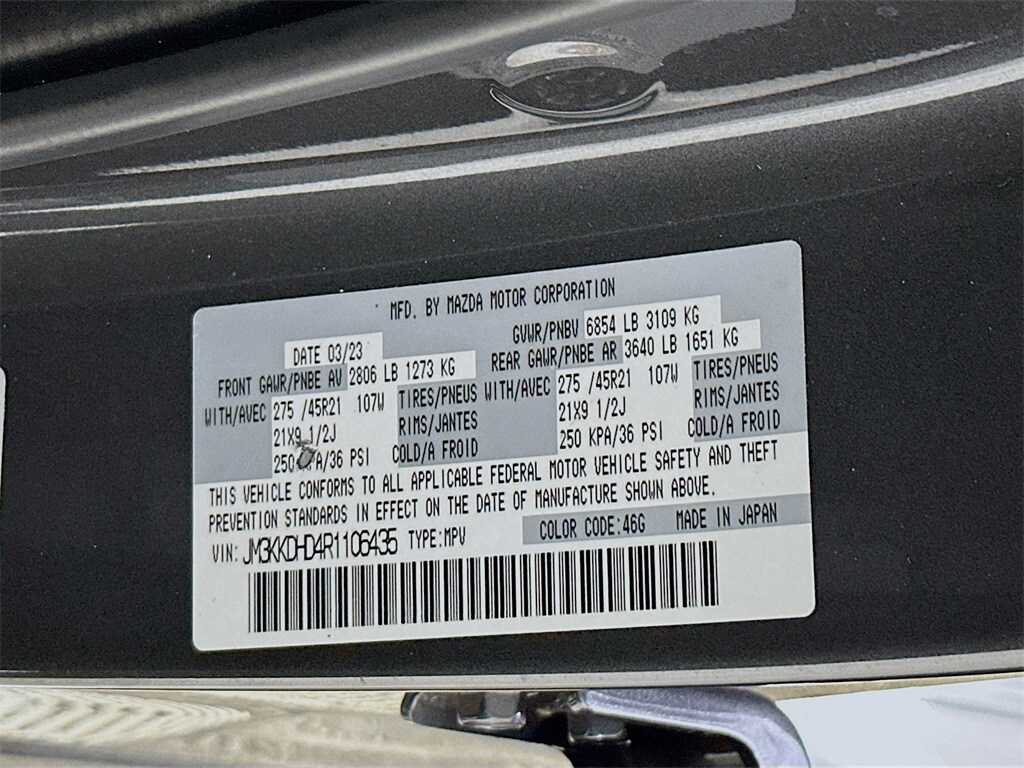 MFD. BY MAZDA MOTOR CORPORATION
DATE 03/23 GVWR/PNBV 6854 LB 3109 KG
FRONT GAWR/PNBE AV 2806 LB 1273 KG REAR GAWR/PNBE AR 3640 LB 1651 KG
WITH/AVEC 275 /45R21 107W TIRES/PNEUS WITH/AVEC 275 /45R21 107W TIRES/PNEUS
21X9 1/2J RIMS/JANTES 21X9 1/2J RIMS/JANTES
250 KPA/36 PSI COLD/A FROID 250 KPA/36 PSI COLD/A FROID
THIS VEHICLE CONFORMS TO ALL APPLICABLE FEDERAL MOTOR VEHICLE SAFETY AND THEFT
PREVENTION STANDARDS IN EFFECT ON THE DATE OF MANUFACTURE SHOWN ABOVE.
VIN: JM3KKDHD4R1106435 TYPE:MPV COLOR CODE:46G MADE IN JAPAN